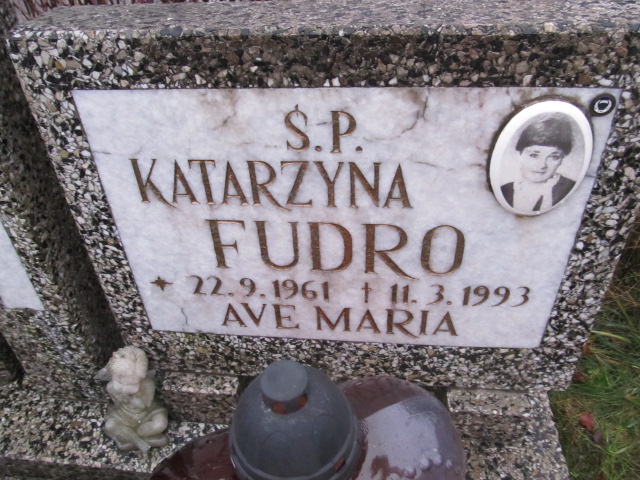 Ś.P.
KATARZYNA
FUDRO
* 22.9.1961 † 11.3.1993
AVE MARIA